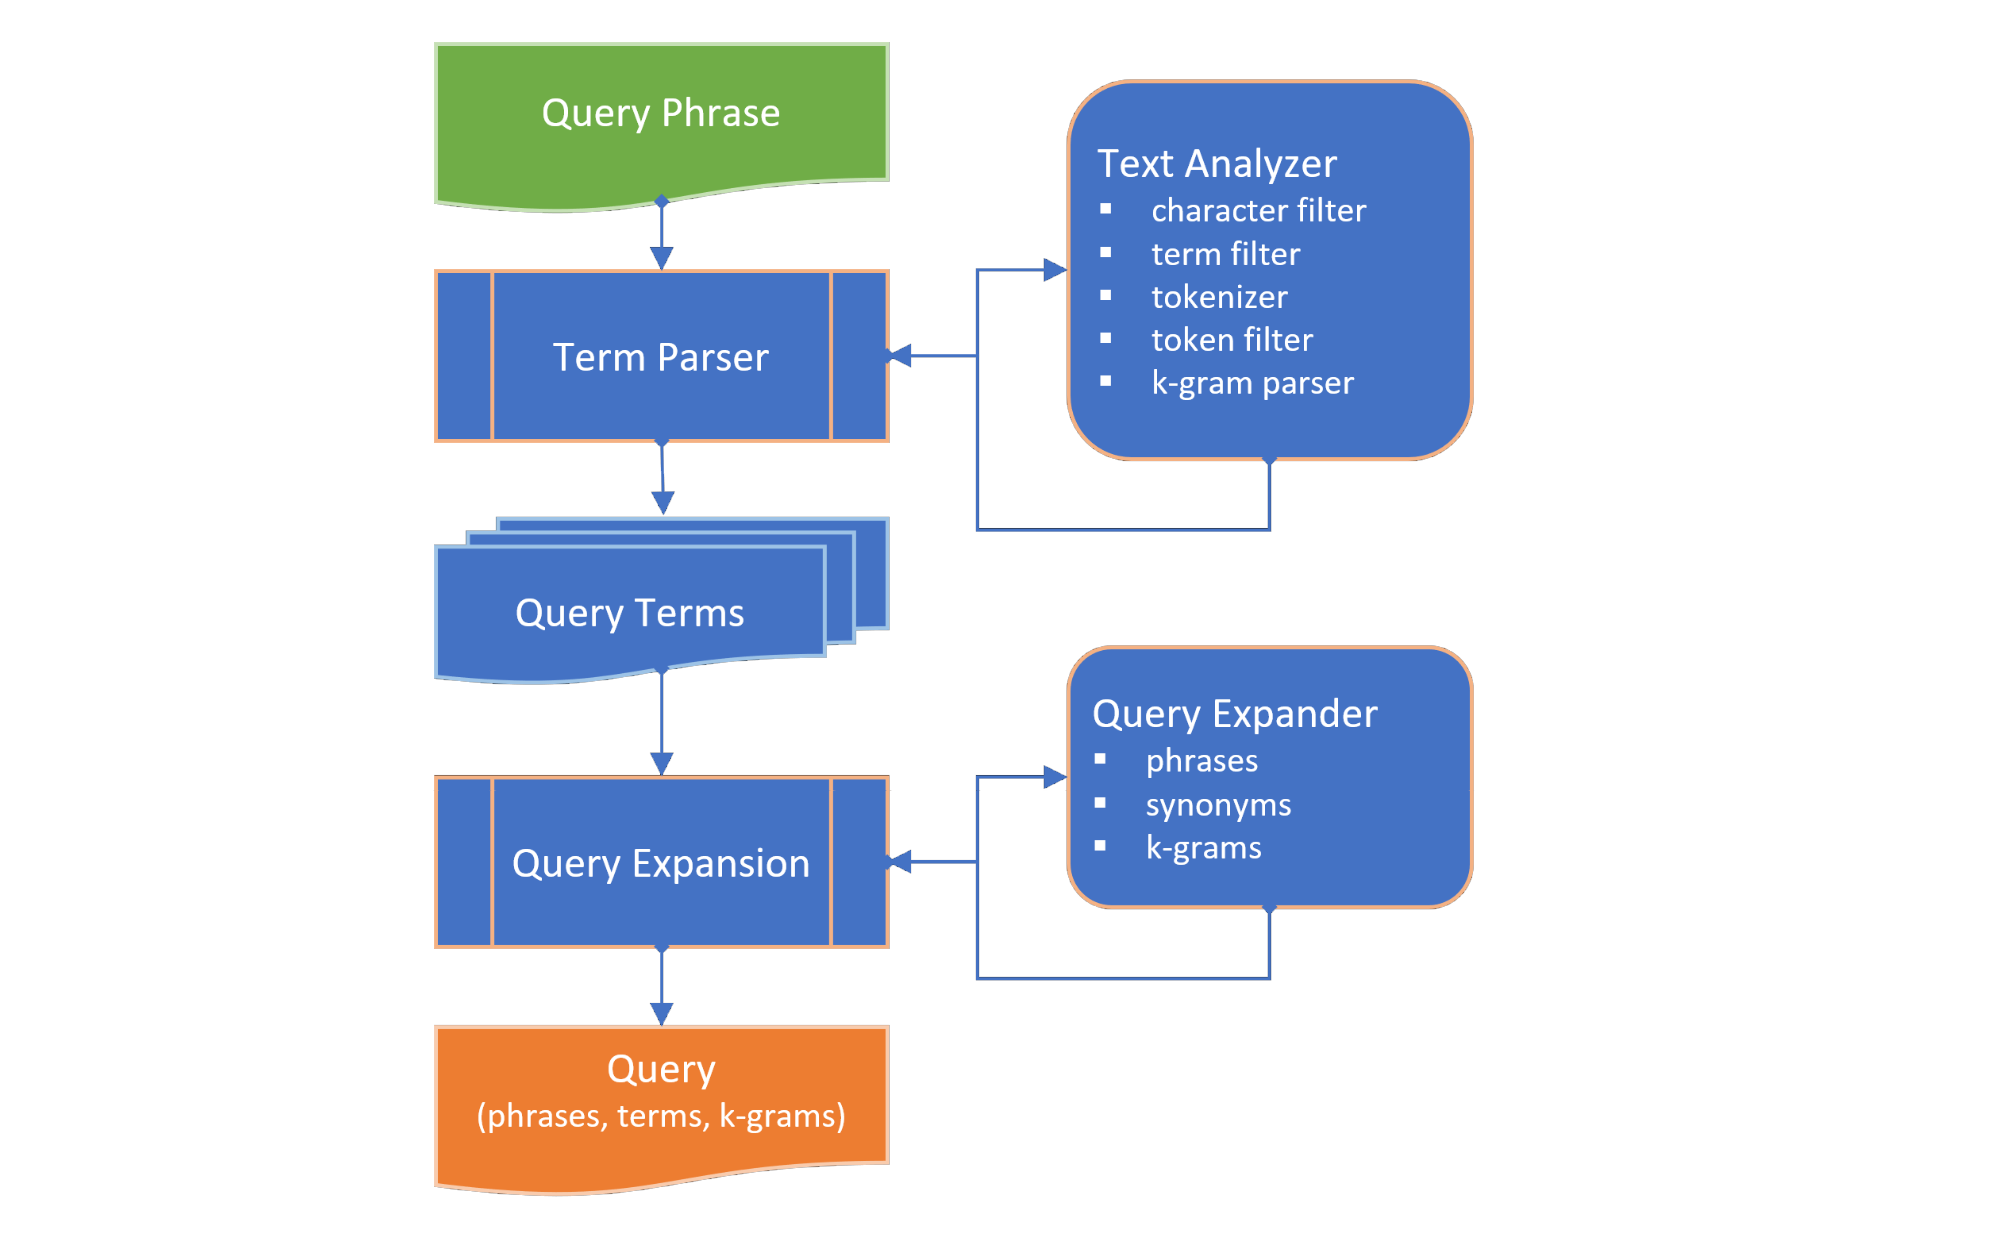 Query Phrase
Text Analyzer
▪ character filter
▪ term filter
▪ tokenizer
▪ token filter
▪ k-gram parser
Term Parser
Query Terms
Query Expander
▪ phrases
▪ synonyms
▪ k-grams
Query Expansion
Query
(phrases, terms, k-grams)